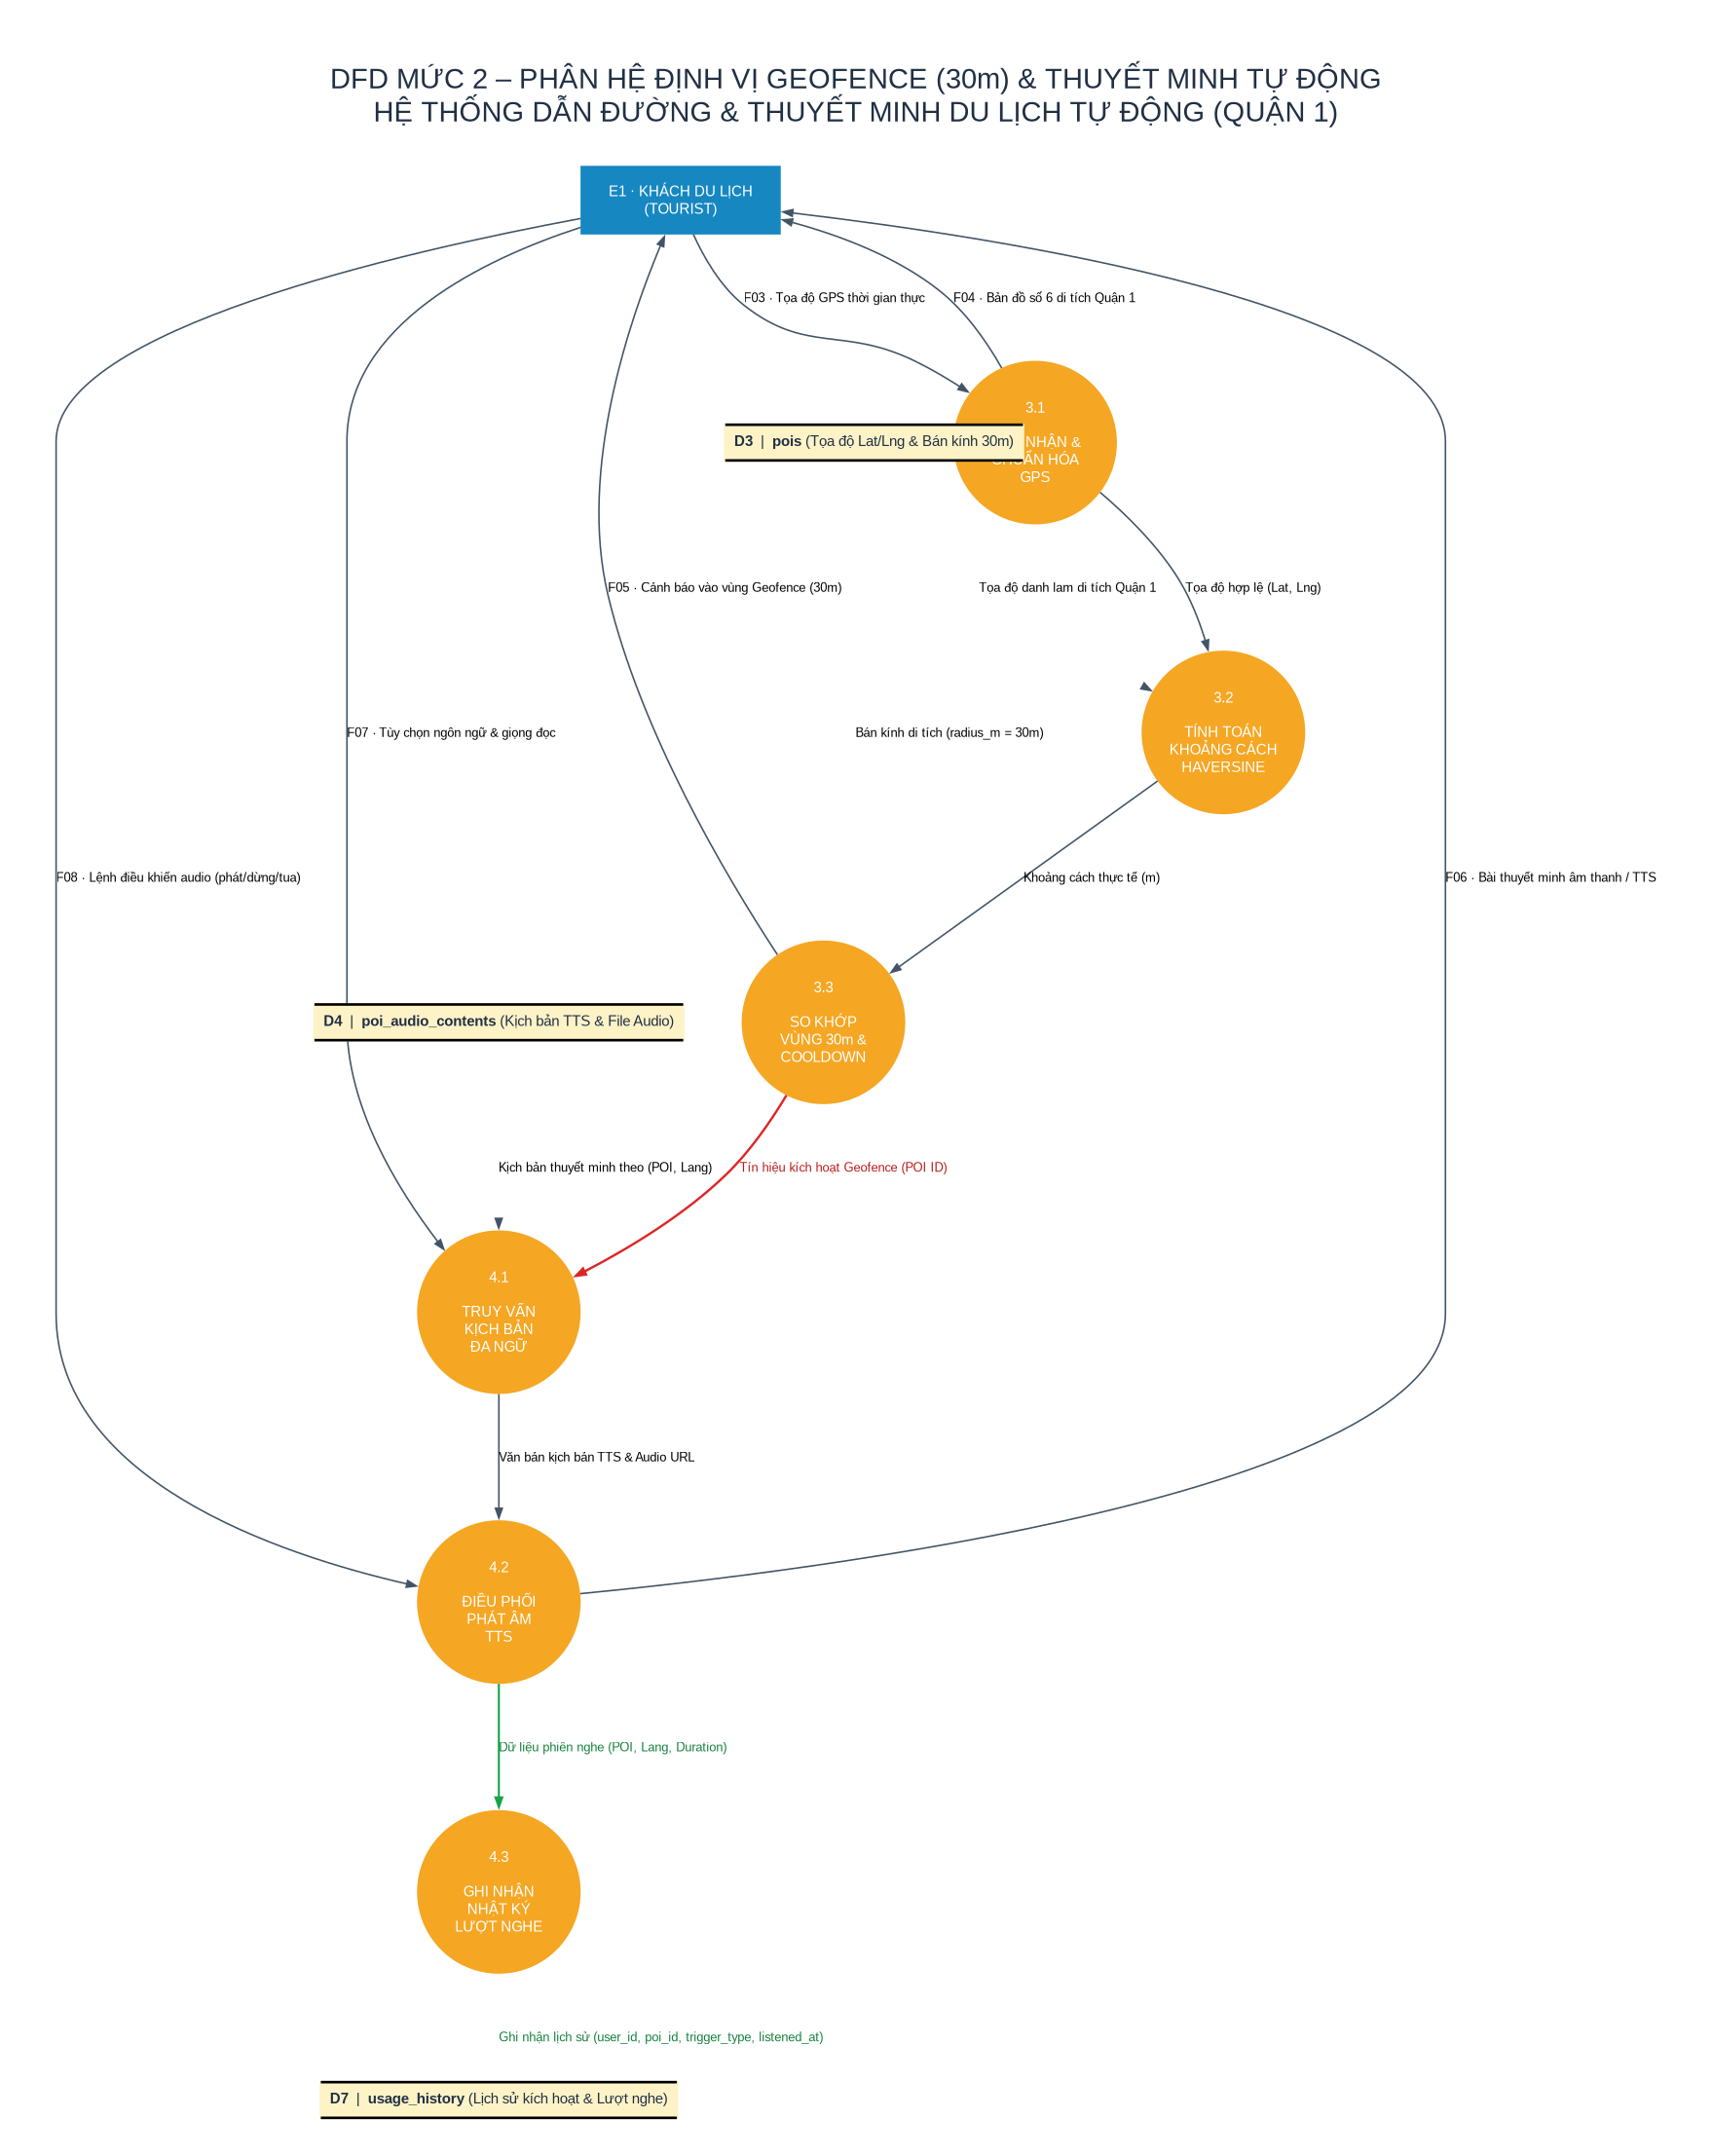 DFD MỨC 2 – PHÂN HỆ ĐỊNH VỊ GEOFENCE (30m) & THUYẾT MINH TỰ ĐỘNG
HỆ THỐNG DẪN ĐƯỜNG & THUYẾT MINH DU LỊCH TỰ ĐỘNG (QUẬN 1)
E1 · KHÁCH DU LỊCH
(TOURIST)
F03 · Tọa độ GPS thời gian thực
F04 · Bản đồ số 6 di tích Quận 1
3.1
NHẬN &
CHUẨN HÓA
GPS
D3 | pois (Tọa độ Lat/Lng & Bán kính 30m)
F05 · Cảnh báo vào vùng Geofence (30m)
Tọa độ danh lam di tích Quận 1
Tọa độ hợp lệ (Lat, Lng)
3.2
TÍNH TOÁN
KHOẢNG CÁCH
HAVERSINE
F07 · Tùy chọn ngôn ngữ & giọng đọc
Bán kính di tích (radius_m = 30m)
F08 · Lệnh điều khiển audio (phát/dừng/tua)
Khoảng cách thực tế (m)
F06 · Bài thuyết minh âm thanh / TTS
3.3
SO KHỚP
VÙNG 30m &
COOLDOWN
D4 | poi_audio_contents (Kịch bản TTS & File Audio)
Kịch bản thuyết minh theo (POI, Lang)
Tín hiệu kích hoạt Geofence (POI ID)
4.1
TRUY VẤN
KỊCH BẢN
ĐA NGỮ
Văn bản kịch bản TTS & Audio URL
4.2
ĐIỀU PHỐI
PHÁT ÂM
TTS
Dữ liệu phiên nghe (POI, Lang, Duration)
4.3
GHI NHẬN
NHẬT KÝ
LƯỢT NGHE
Ghi nhận lịch sử (user_id, poi_id, trigger_type, listened_at)
D7 | usage_history (Lịch sử kích hoạt & Lượt nghe)